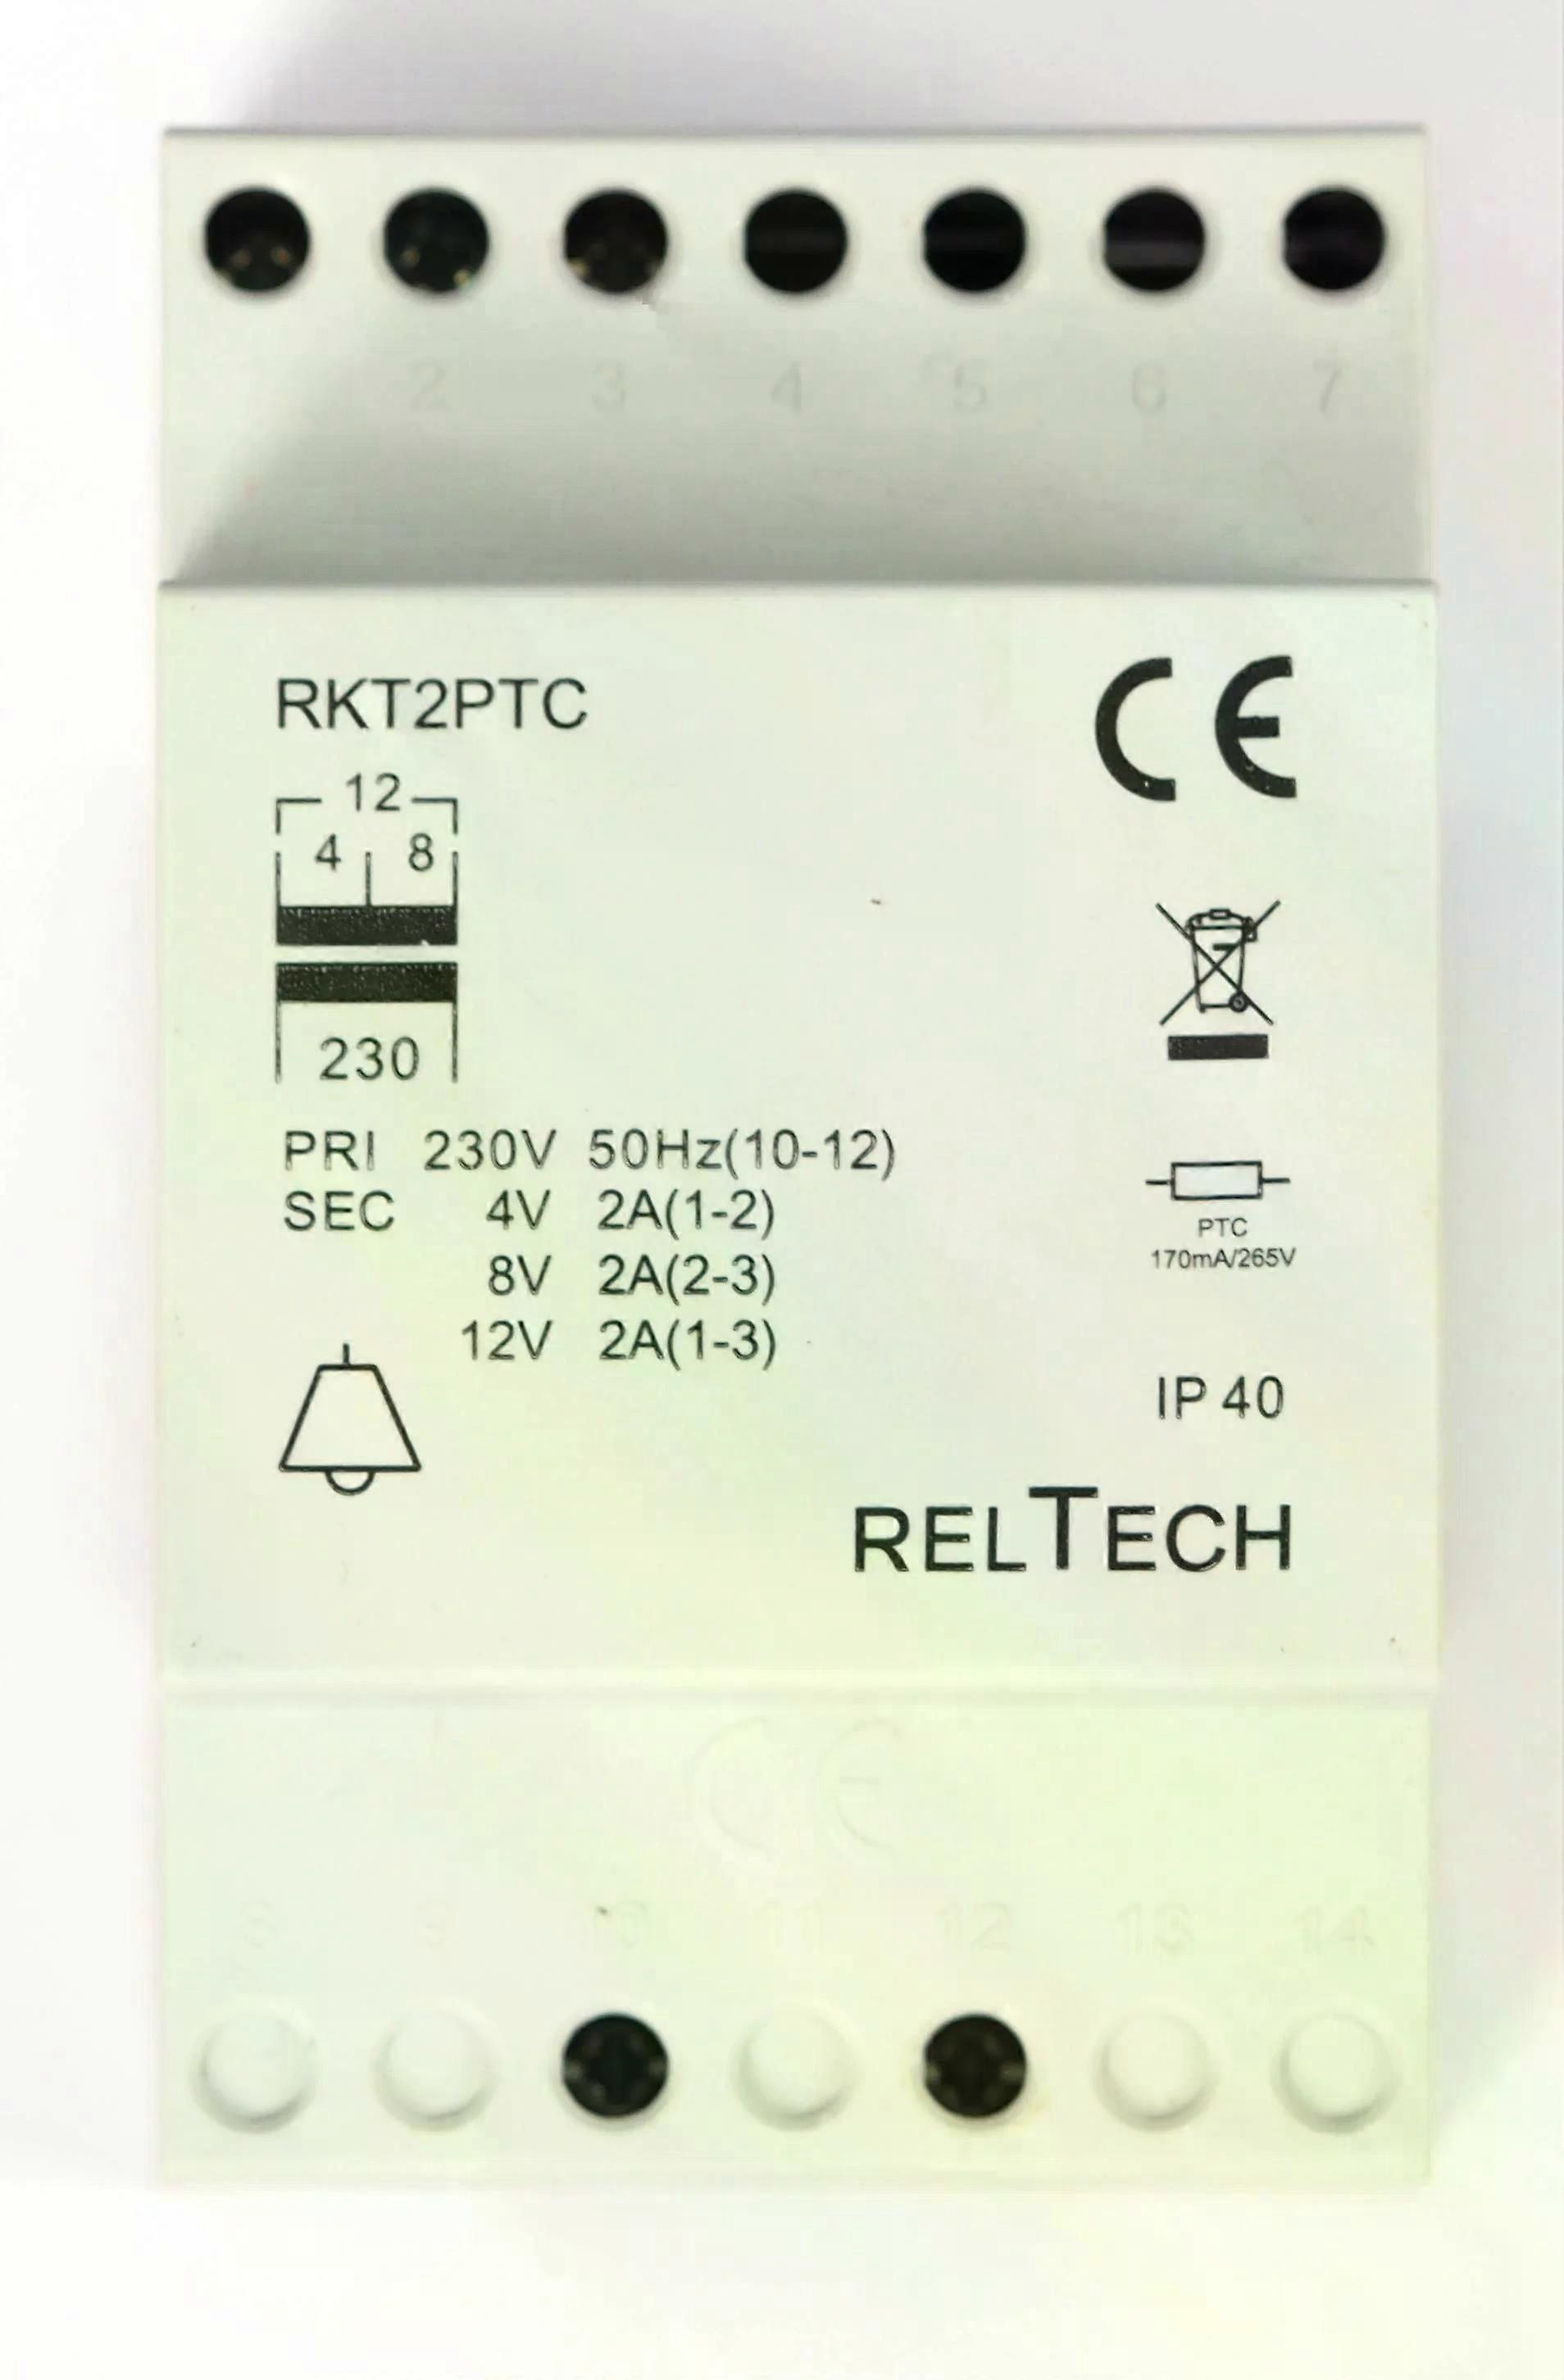 2 3 4 5 6 7
RKT2PTC
CE
12
4 8
230
PRI 230V 50Hz(10-12)
SEC 4V 2A(1-2)
8V 2A(2-3)
12V 2A(1-3)
PTC
170mA/265V
IP 40
RELTECH
CE
10 11 12 13 14